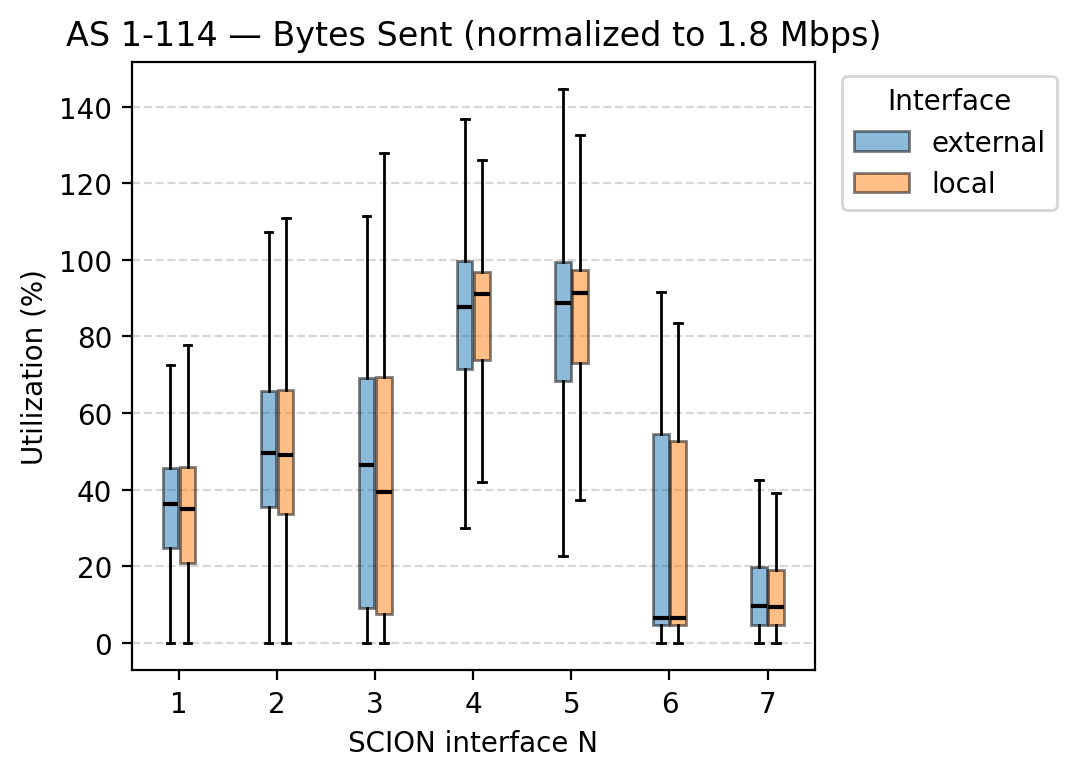 AS 1-114 — Bytes Sent (normalized to 1.8 Mbps)
Utilization (%)
140
120
100
80
60
40
20
0
1 2 3 4 5 6 7
SCION interface N
Interface
external
local